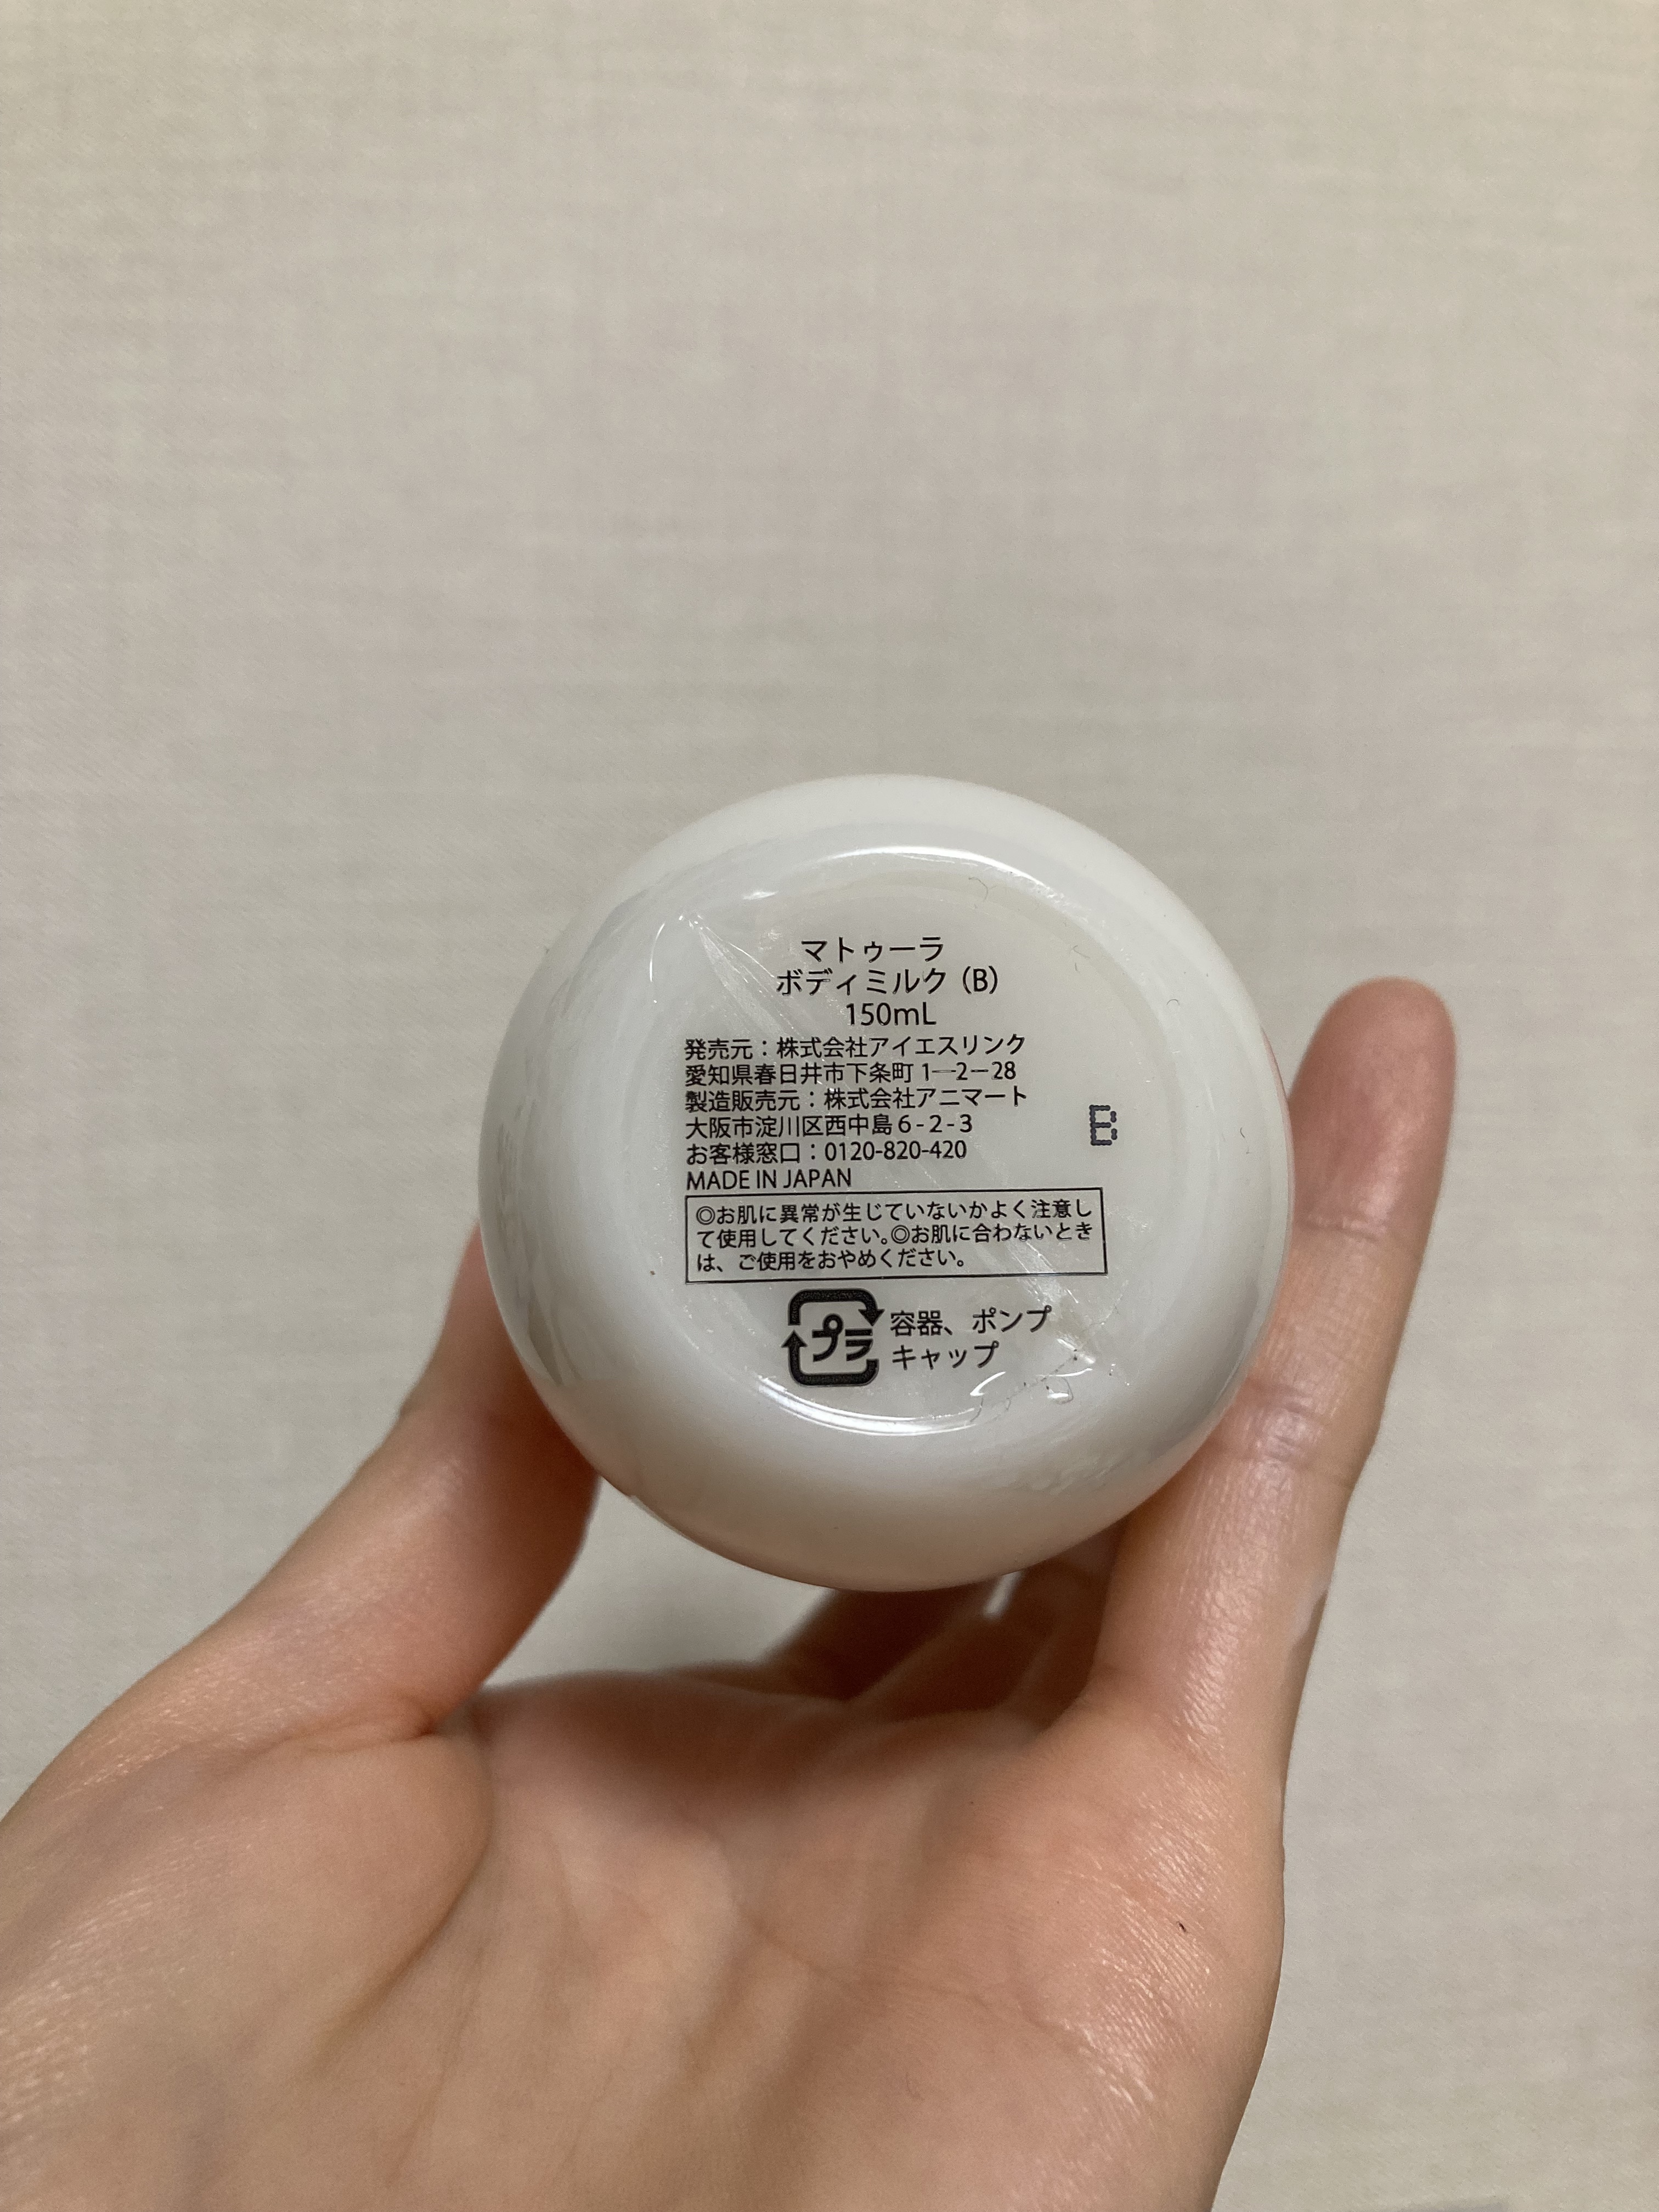 マトゥーラ
ボディミルク（B）
150mL
発売元：株式会社アイエスリンク
愛知県春日井市下条町 1―2－28
製造販売元：株式会社アニマート
大阪市淀川区西中島 6 - 2 - 3
お客様窓口：0120-820-420
MADE IN JAPAN
B
◎お肌に異常が生じていないかよく注意し
て使用してください。◎お肌に合わないとき
は、ご使用をおやめください。
プラ
容器、ポンプ
キャップ